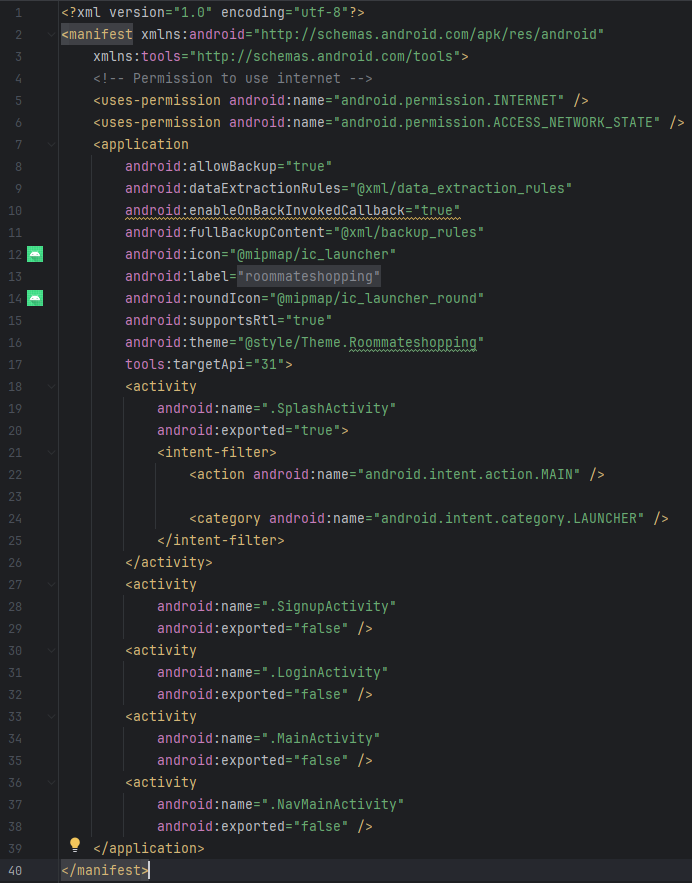 1 <?xml version="1.0" encoding="utf-8"?>
2 <manifest xmlns:android="http://schemas.android.com/apk/res/android"
3     xmlns:tools="http://schemas.android.com/tools">
4     <!-- Permission to use internet -->
5     <uses-permission android:name="android.permission.INTERNET" />
6     <uses-permission android:name="android.permission.ACCESS_NETWORK_STATE" />
7     <application
8         android:allowBackup="true"
9         android:dataExtractionRules="@xml/data_extraction_rules"
10         android:enableOnBackInvokedCallback="true"
11         android:fullBackupContent="@xml/backup_rules"
12         android:icon="@mipmap/ic_launcher"
13         android:label="roommateshopping"
14         android:roundIcon="@mipmap/ic_launcher_round"
15         android:supportsRtl="true"
16         android:theme="@style/Theme.Roommateshopping"
17         tools:targetApi="31">
18         <activity
19             android:name=".SplashActivity"
20             android:exported="true">
21             <intent-filter>
22                 <action android:name="android.intent.action.MAIN" />
23
24                 <category android:name="android.intent.category.LAUNCHER" />
25             </intent-filter>
26         </activity>
27         <activity
28             android:name=".SignupActivity"
29             android:exported="false" />
30         <activity
31             android:name=".LoginActivity"
32             android:exported="false" />
33         <activity
34             android:name=".MainActivity"
35             android:exported="false" />
36         <activity
37             android:name=".NavMainActivity"
38             android:exported="false" />
39     </application>
40 </manifest>